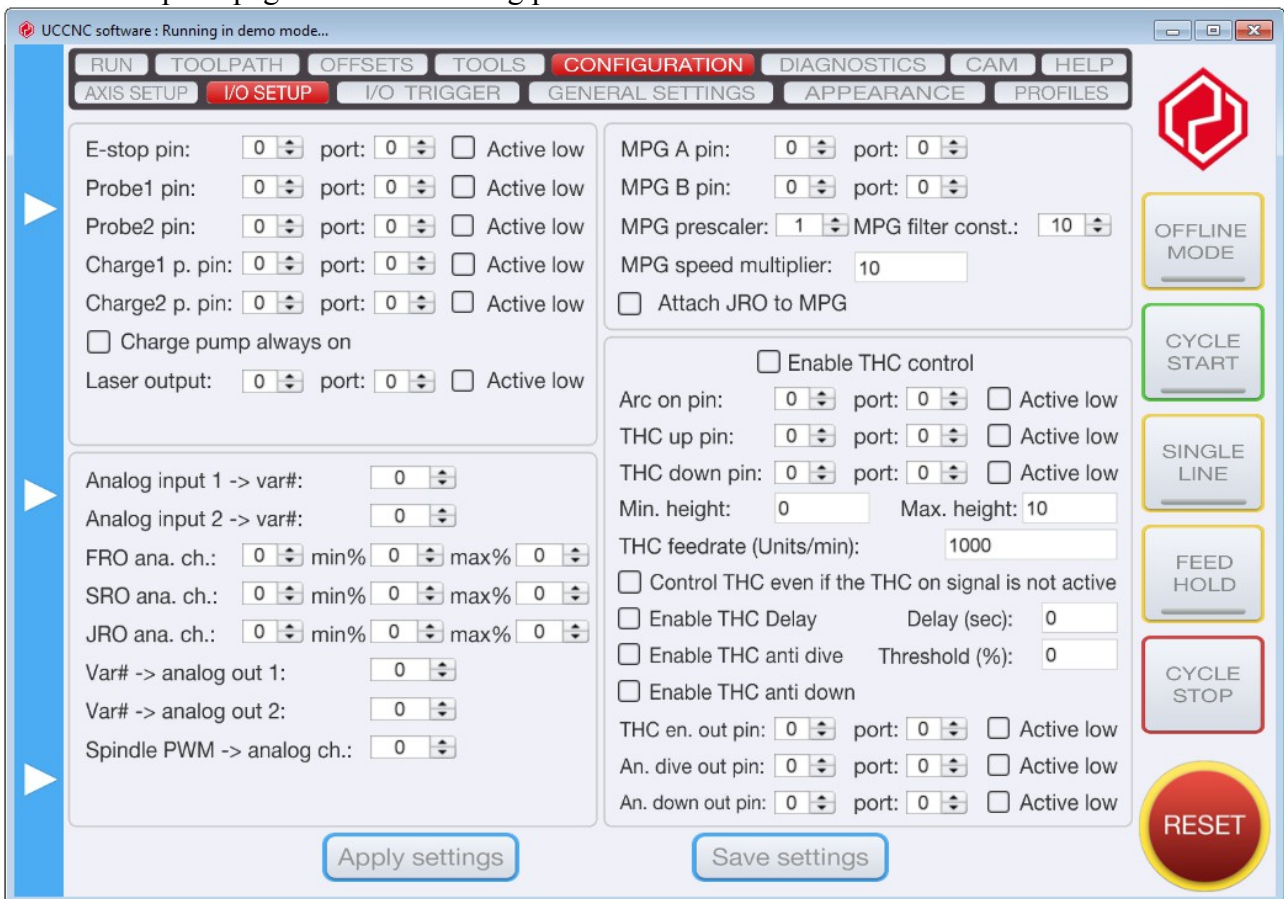 UCCNC software : Running in demo mode...
RUN TOOLPATH OFFSETS TOOLS CONFIGURATION DIAGNOSTICS CAM HELP
AXIS SETUP I/O SETUP I/O TRIGGER GENERAL SETTINGS APPEARANCE PROFILES
E-stop pin: 0 port: 0 Active low
Probe1 pin: 0 port: 0 Active low
Probe2 pin: 0 port: 0 Active low
Charge1 p. pin: 0 port: 0 Active low
Charge2 p. pin: 0 port: 0 Active low
Charge pump always on
Laser output: 0 port: 0 Active low
Analog input 1 -> var#: 0
Analog input 2 -> var#: 0
FRO ana. ch.: 0 min% 0 max% 0
SRO ana. ch.: 0 min% 0 max% 0
JRO ana. ch.: 0 min% 0 max% 0
Var# -> analog out 1: 0
Var# -> analog out 2: 0
Spindle PWM -> analog ch.: 0
MPG A pin: 0 port: 0
MPG B pin: 0 port: 0
MPG prescaler: 1 MPG filter const.: 10
MPG speed multiplier: 10
Attach JRO to MPG
Enable THC control
Arc on pin: 0 port: 0 Active low
THC up pin: 0 port: 0 Active low
THC down pin: 0 port: 0 Active low
Min. height: 0 Max. height: 10
THC feedrate (Units/min): 1000
Control THC even if the THC on signal is not active
Enable THC Delay Delay (sec): 0
Enable THC anti dive Threshold (%): 0
Enable THC anti down
THC en. out pin: 0 port: 0 Active low
An. dive out pin: 0 port: 0 Active low
An. down out pin: 0 port: 0 Active low
Apply settings Save settings
OFFLINE
MODE
CYCLE
START
SINGLE
LINE
FEED
HOLD
CYCLE
STOP
RESET